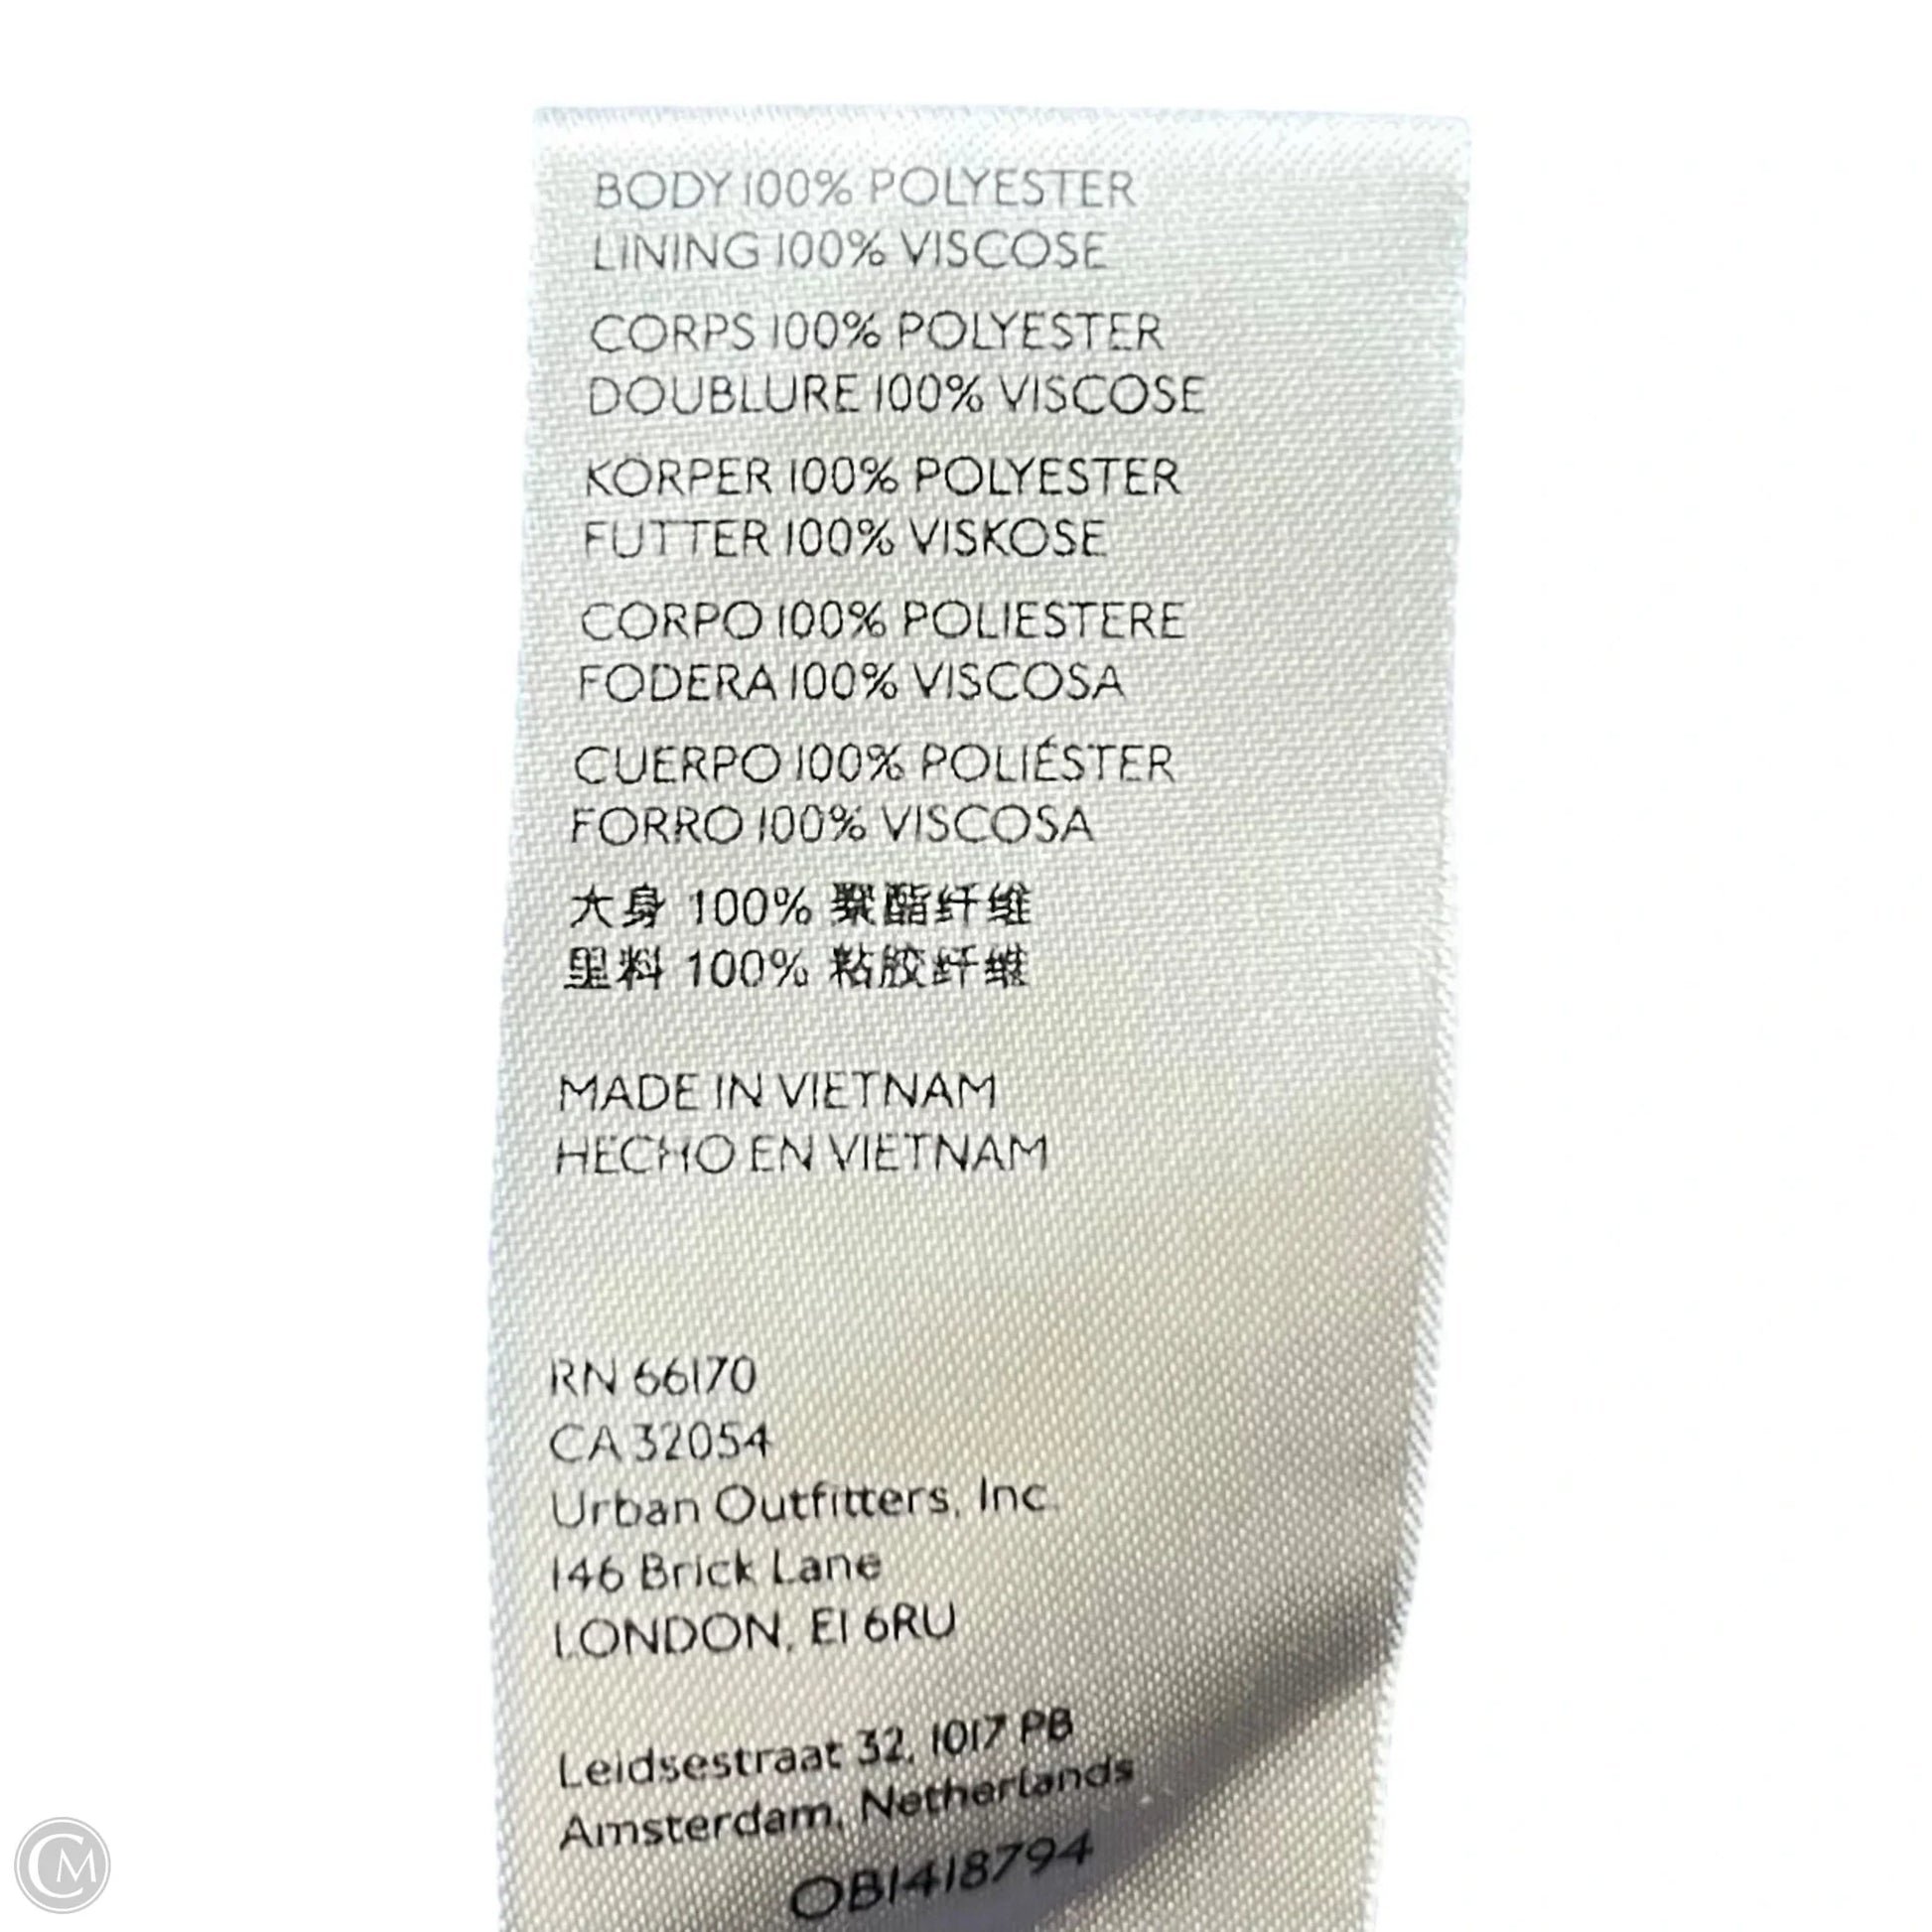 BODY 100% POLYESTER
LINING 100% VISCOSE
CORPS 100% POLYESTER
DOUBLURE 100% VISCOSE
KÖRPER 100% POLYESTER
FUTTER 100% VISKOSE
CORPO 100% POLIESTERE
FODERA 100% VISCOSA
CUERPO 100% POLIÉSTER
FORRO 100% VISCOSA
大身 100% 聚酯纤维
里料 100% 粘胶纤维
MADE IN VIETNAM
HECHO EN VIETNAM
RN 66170
CA 32054
Urban Outfitters, Inc.
146 Brick Lane
LONDON, E1 6RU
Leidsestraat 32, 1017 PB
Amsterdam, Netherlands
OB1418794
CM